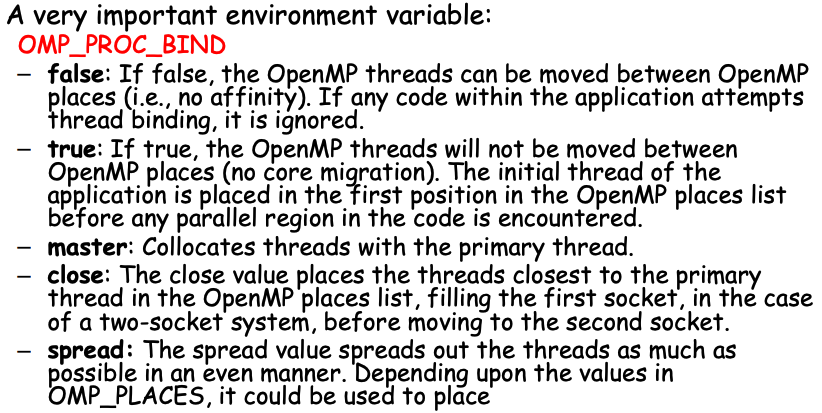 A very important environment variable:
OMP_PROC_BIND
– false: If false, the OpenMP threads can be moved between OpenMP
places (i.e., no affinity). If any code within the application attempts
thread binding, it is ignored.
– true: If true, the OpenMP threads will not be moved between
OpenMP places (no core migration). The initial thread of the
application is placed in the first position in the OpenMP places list
before any parallel region in the code is encountered.
– master: Collocates threads with the primary thread.
– close: The close value places the threads closest to the primary
thread in the OpenMP places list, filling the first socket, in the case
of a two-socket system, before moving to the second socket.
– spread: The spread value spreads out the threads as much as
possible in an even manner. Depending upon the values in
OMP_PLACES, it could be used to place